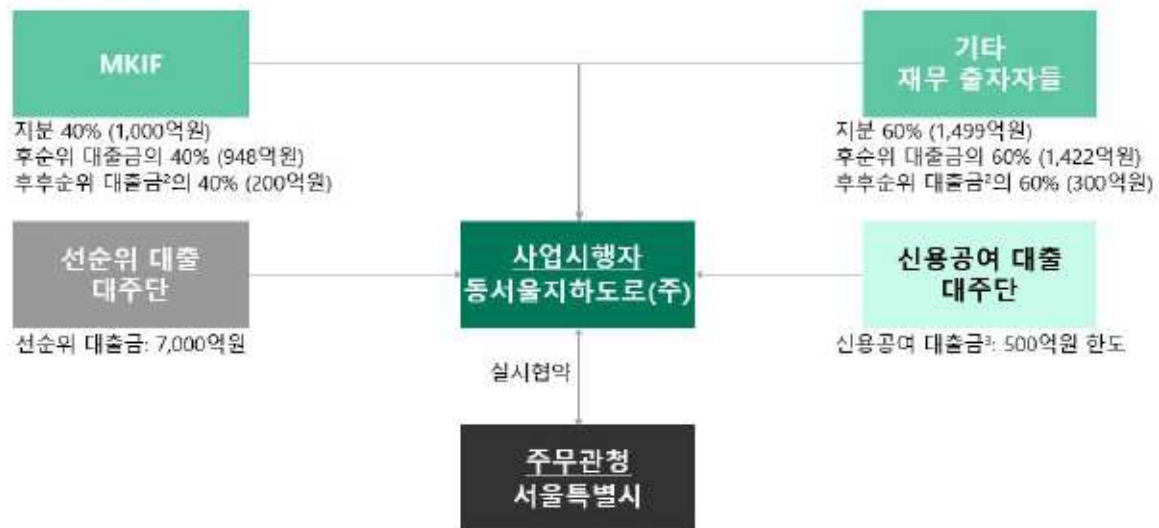 MKIF
지분 40% (1,000억원)
후순위 대출금의 40% (948억원)
후후순위 대출금²의 40% (200억원)
기타
재무 출자자들
지분 60% (1,499억원)
후순위 대출금의 60% (1,422억원)
후후순위 대출금²의 60% (300억원)
선순위 대출
대주단
선순위 대출금: 7,000억원
사업시행자
동서울지하도로(주)
신용공여 대출
대주단
신용공여 대출금³: 500억원 한도
실시협약
주무관청
서울특별시